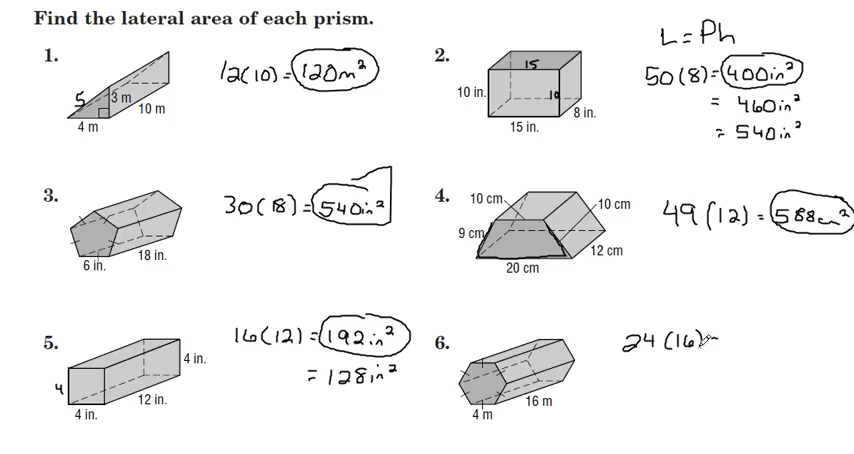 Find the lateral area of each prism.
L = Ph
1.
5
3 m
10 m
4 m
12(10) = 120m²
2.
15
10 in.
10
8 in.
15 in.
50(8) = 400in²
= 460in²
= 540in²
3.
6 in.
18 in.
30(18) = 540in²
4.
10 cm
10 cm
9 cm
12 cm
20 cm
49(12) = 588cm²
5.
4 in.
4
12 in.
4 in.
16(12) = 192in²
= 128in²
6.
16 m
4 m
24(16) =